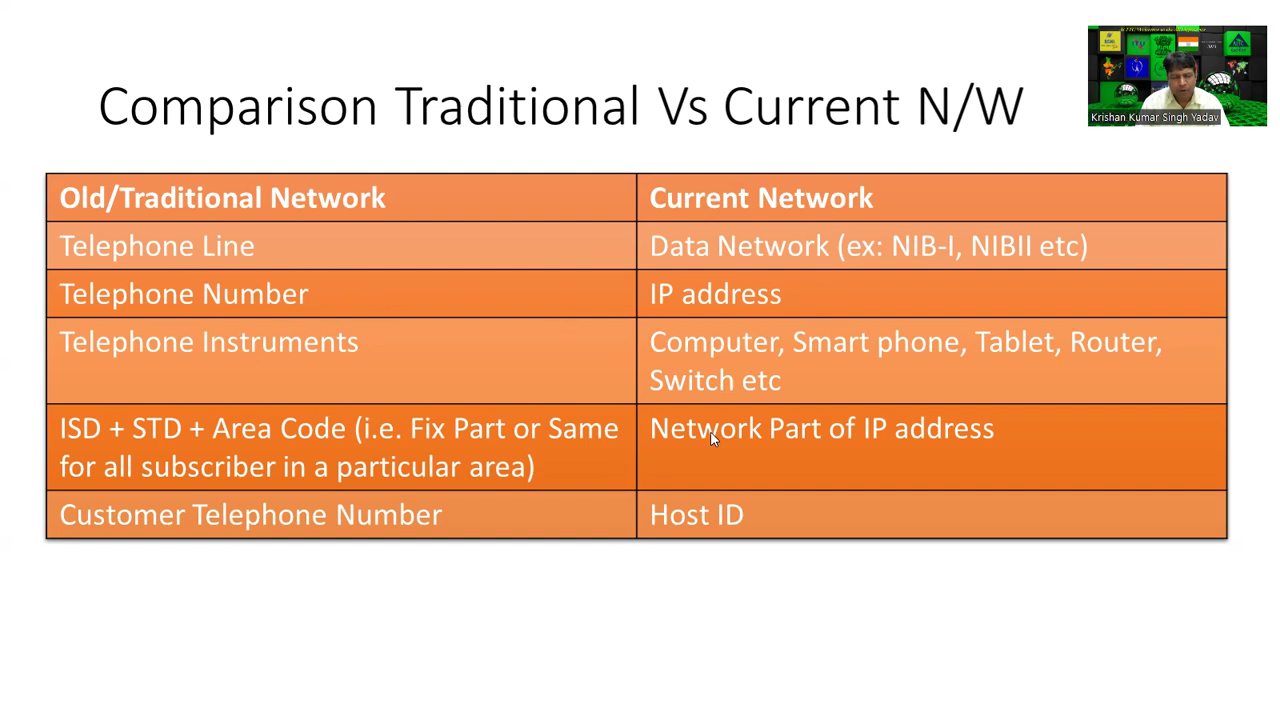 Comparison Traditional Vs Current N/W
Krishan Kumar Singh Yadav
Old/Traditional Network
Current Network
Telephone Line
Data Network (ex: NIB-I, NIBII etc)
Telephone Number
IP address
Telephone Instruments
Computer, Smart phone, Tablet, Router,
Switch etc
ISD + STD + Area Code (i.e. Fix Part or Same
for all subscriber in a particular area)
Network Part of IP address
Customer Telephone Number
Host ID